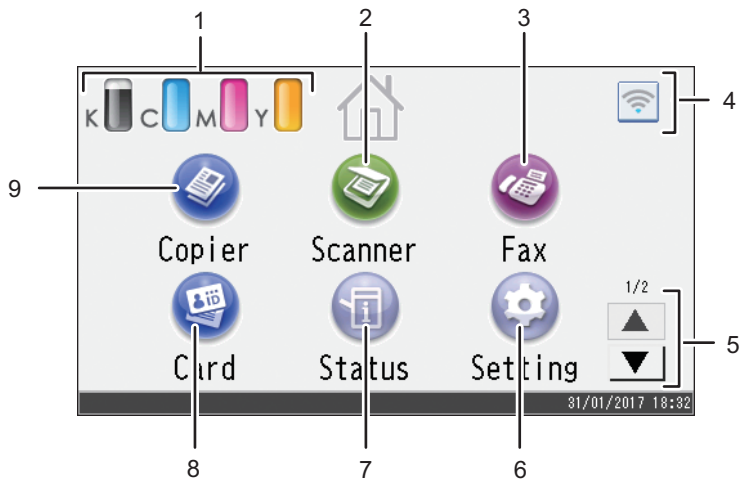 1 2 3
K C M Y
4
9
Copier Scanner Fax
iD
1/2
5
Card Status Setting
31/01/2017 18:32
8 7 6